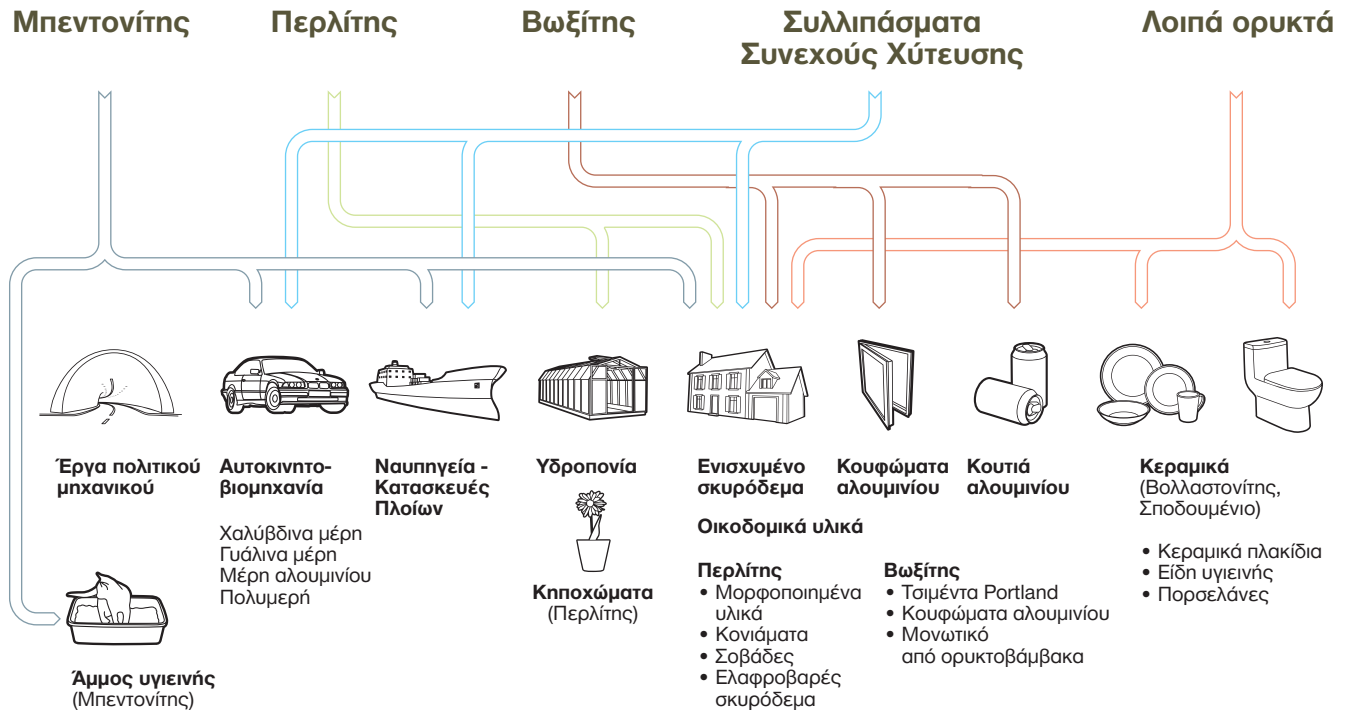 Μπεντονίτης
Περλίτης
Βωξίτης
Συλλιπάσματα
Συνεχούς Χύτευσης
Λοιπά ορυκτά
Έργα πολιτικού
μηχανικού
Αυτοκινητο-
βιομηχανία
Χαλύβδινα μέρη
Γυάλινα μέρη
Μέρη αλουμινίου
Πολυμερή
Ναυπηγεία -
Κατασκευές
Πλοίων
Υδροπονία
Κηποχώματα
(Περλίτης)
Ενισχυμένο
σκυρόδεμα
Οικοδομικά υλικά
Περλίτης
• Μορφοποιημένα
υλικά
• Κονιάματα
• Σοβάδες
• Ελαφροβαρές
σκυρόδεμα
Κουφώματα
αλουμινίου
Κουτιά
αλουμινίου
Βωξίτης
• Τσιμέντα Portland
• Κουφώματα αλουμινίου
• Μονωτικό
από ορυκτοβάμβακα
Κεραμικά
(Βολλαστονίτης,
Σποδουμένιο)
• Κεραμικά πλακίδια
• Είδη υγιεινής
• Πορσελάνες
Άμμος υγιεινής
(Μπεντονίτης)